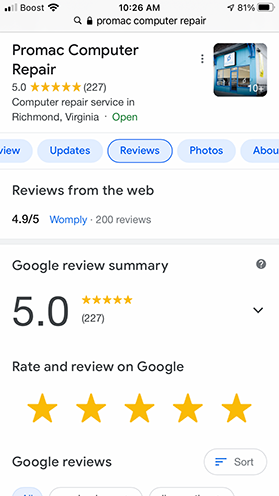 Boost 10:26 AM 81%
promac computer repair
Promac Computer
Repair
5.0 (227)
10+
Computer repair service in
Richmond, Virginia · Open
view Updates Reviews Photos Abou
Reviews from the web
4.9/5 Womply · 200 reviews
Google review summary
5.0
(227)
Rate and review on Google
Google reviews
Sort